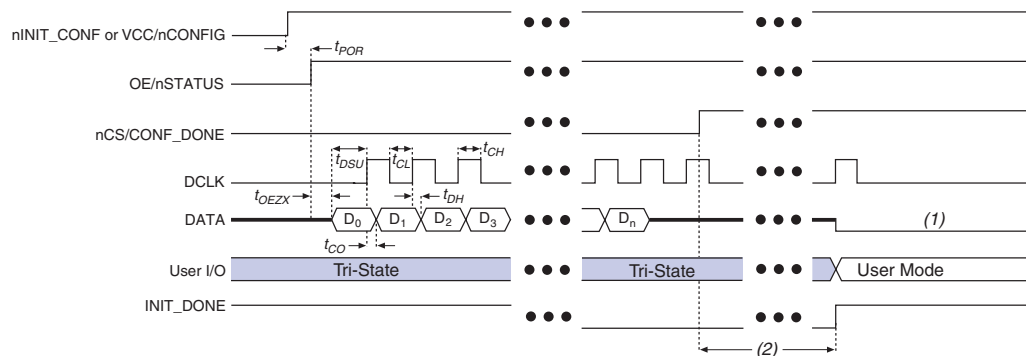 nINIT_CONF or VCC/nCONFIG
tPOR
OE/nSTATUS
nCS/CONF_DONE
tDSU
tCL
tCH
DCLK
tOEZX
tDH
DATA
D0
D1
D2
D3
Dn
(1)
tCO
User I/O
Tri-State
Tri-State
User Mode
INIT_DONE
(2)